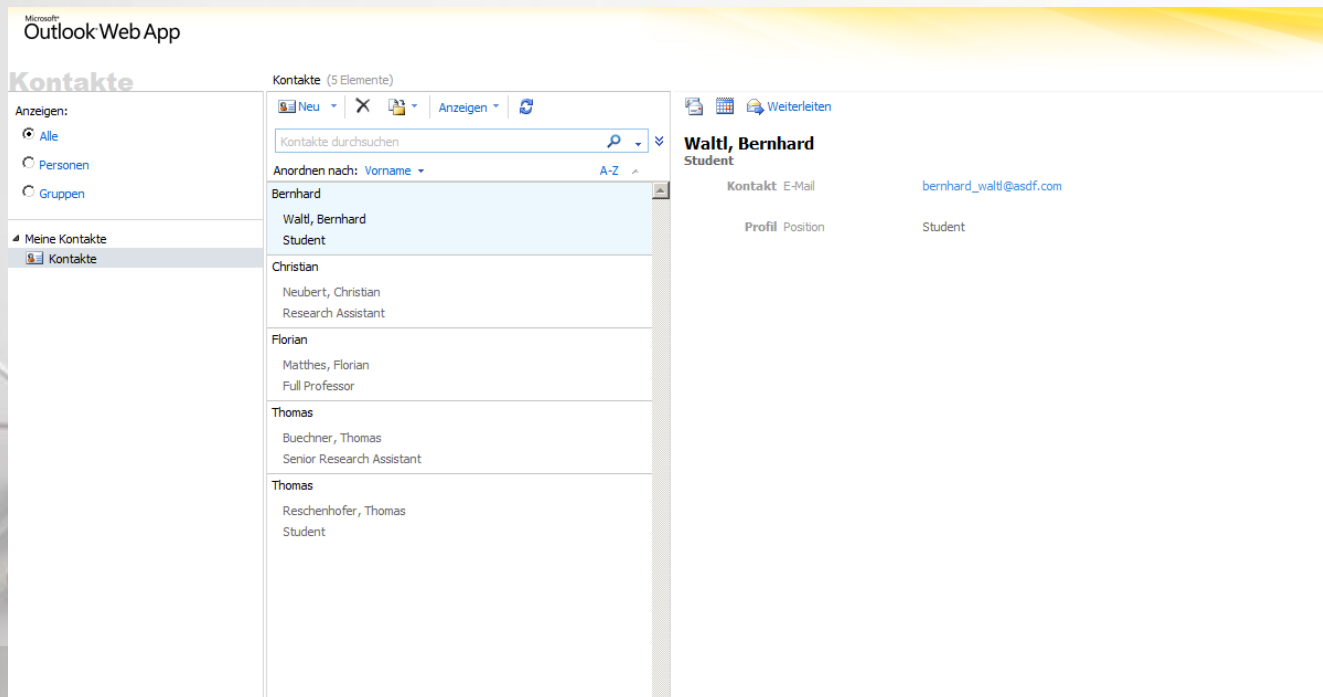 Microsoft®
Outlook Web App
Kontakte
Anzeigen:
Alle
Personen
Gruppen
Meine Kontakte
Kontakte
Kontakte (5 Elemente)
Neu
Anzeigen
Kontakte durchsuchen
Anordnen nach: Vorname A-Z
Bernhard
Waltl, Bernhard
Student
Christian
Neubert, Christian
Research Assistant
Florian
Matthes, Florian
Full Professor
Thomas
Buechner, Thomas
Senior Research Assistant
Thomas
Reschenhofer, Thomas
Student
Weiterleiten
Waltl, Bernhard
Student
Kontakt E-Mail bernhard_waltl@asdf.com
Profil Position Student